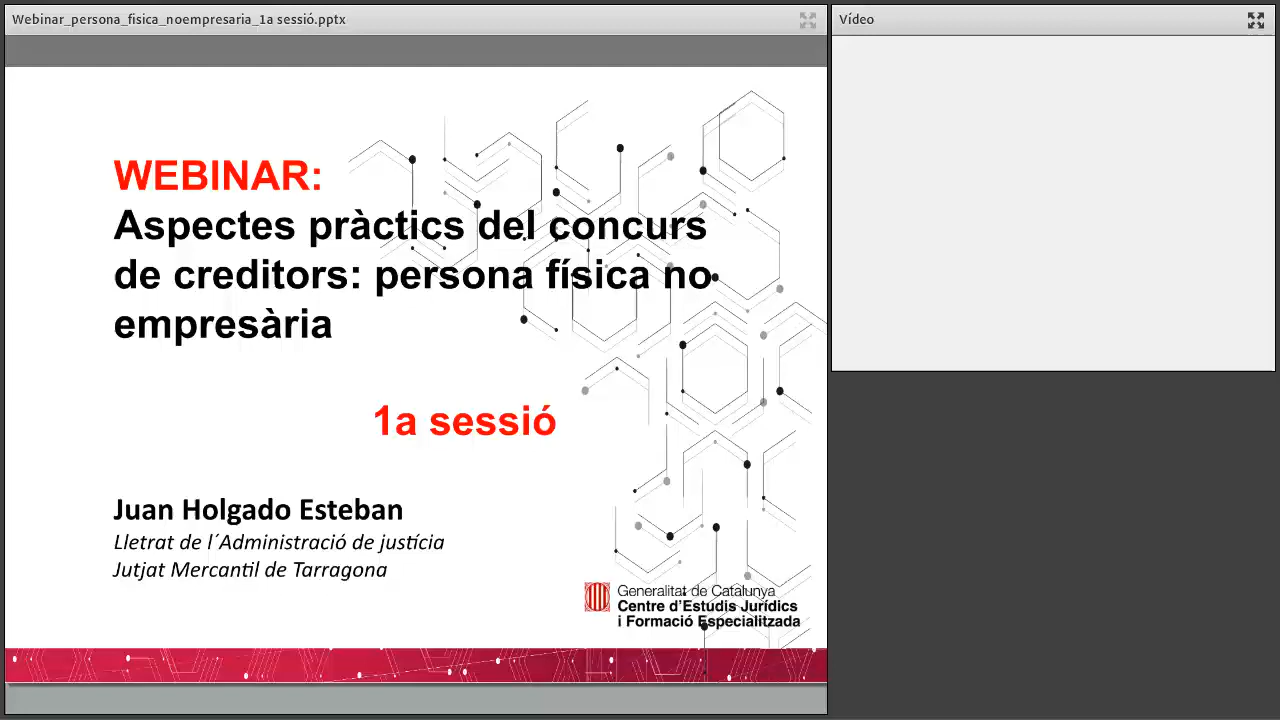 Webinar_persona_fisica_noempresaria_1a sessió.pptx
Vídeo
WEBINAR:
Aspectes pràctics del concurs
de creditors: persona física no
empresària
1a sessió
Juan Holgado Esteban
Lletrat de l´Administració de justícia
Jutjat Mercantil de Tarragona
Generalitat de Catalunya
Centre d'Estudis Jurídics
i Formació Especialitzada